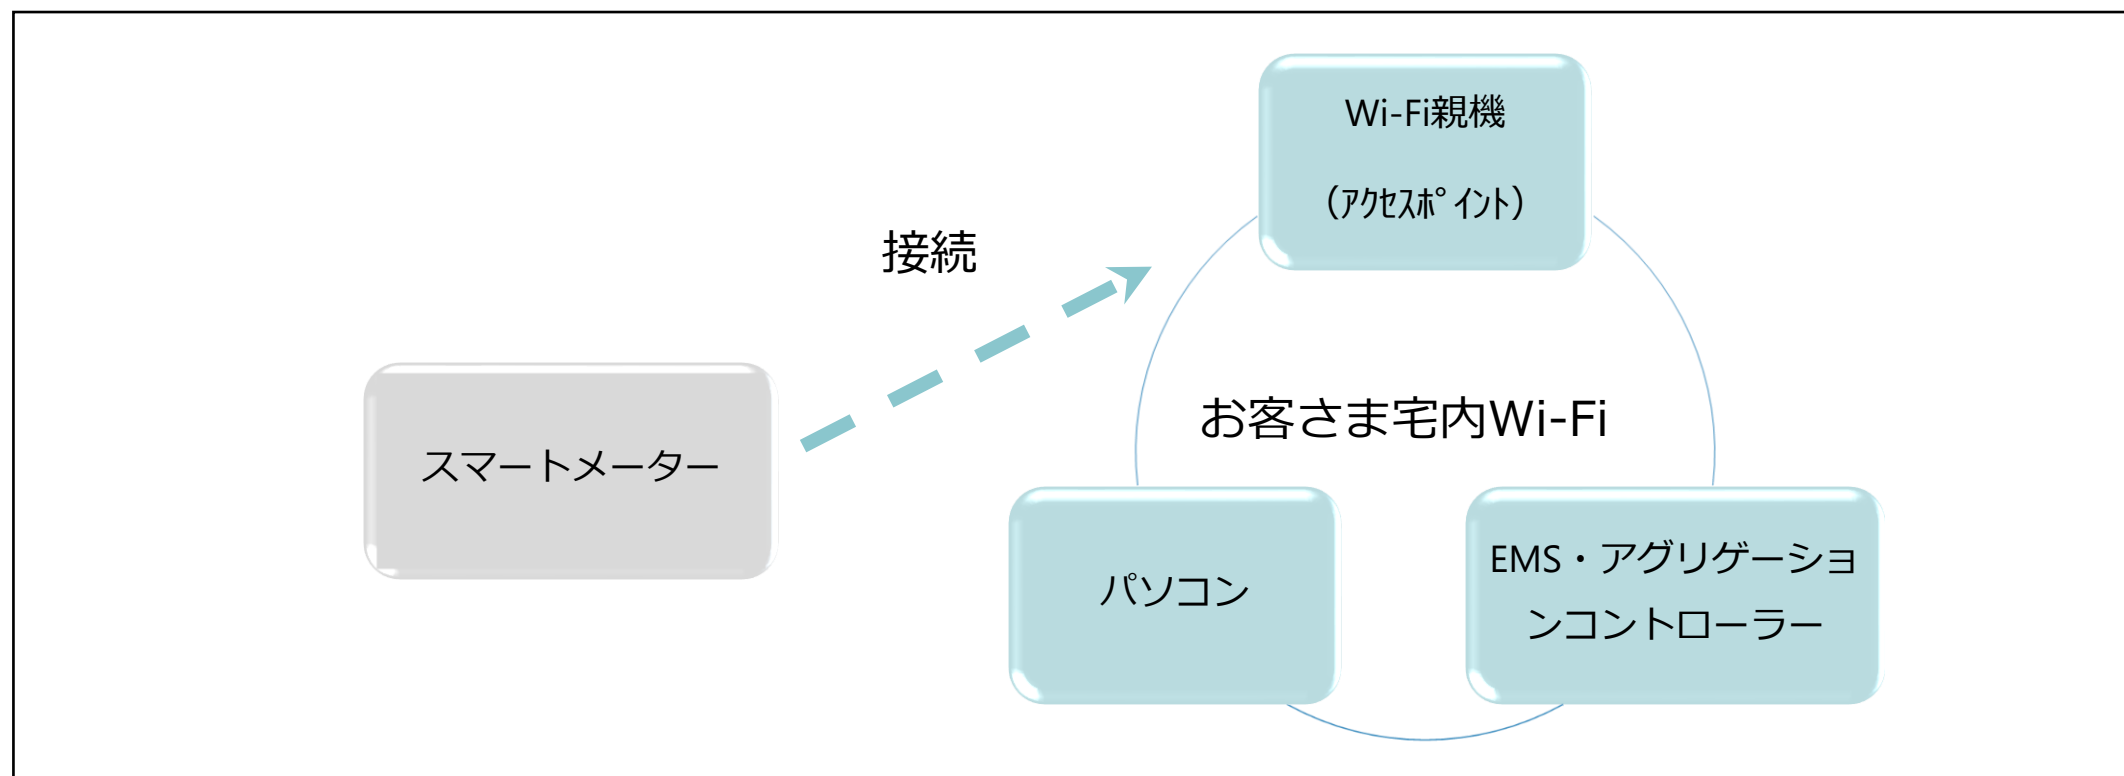 Wi-Fi親機
(ｱｸｾｽﾎﾟｲﾝﾄ)
接続
お客さま宅内Wi-Fi
スマートメーター
パソコン
EMS・アグリゲーショ
ンコントローラー